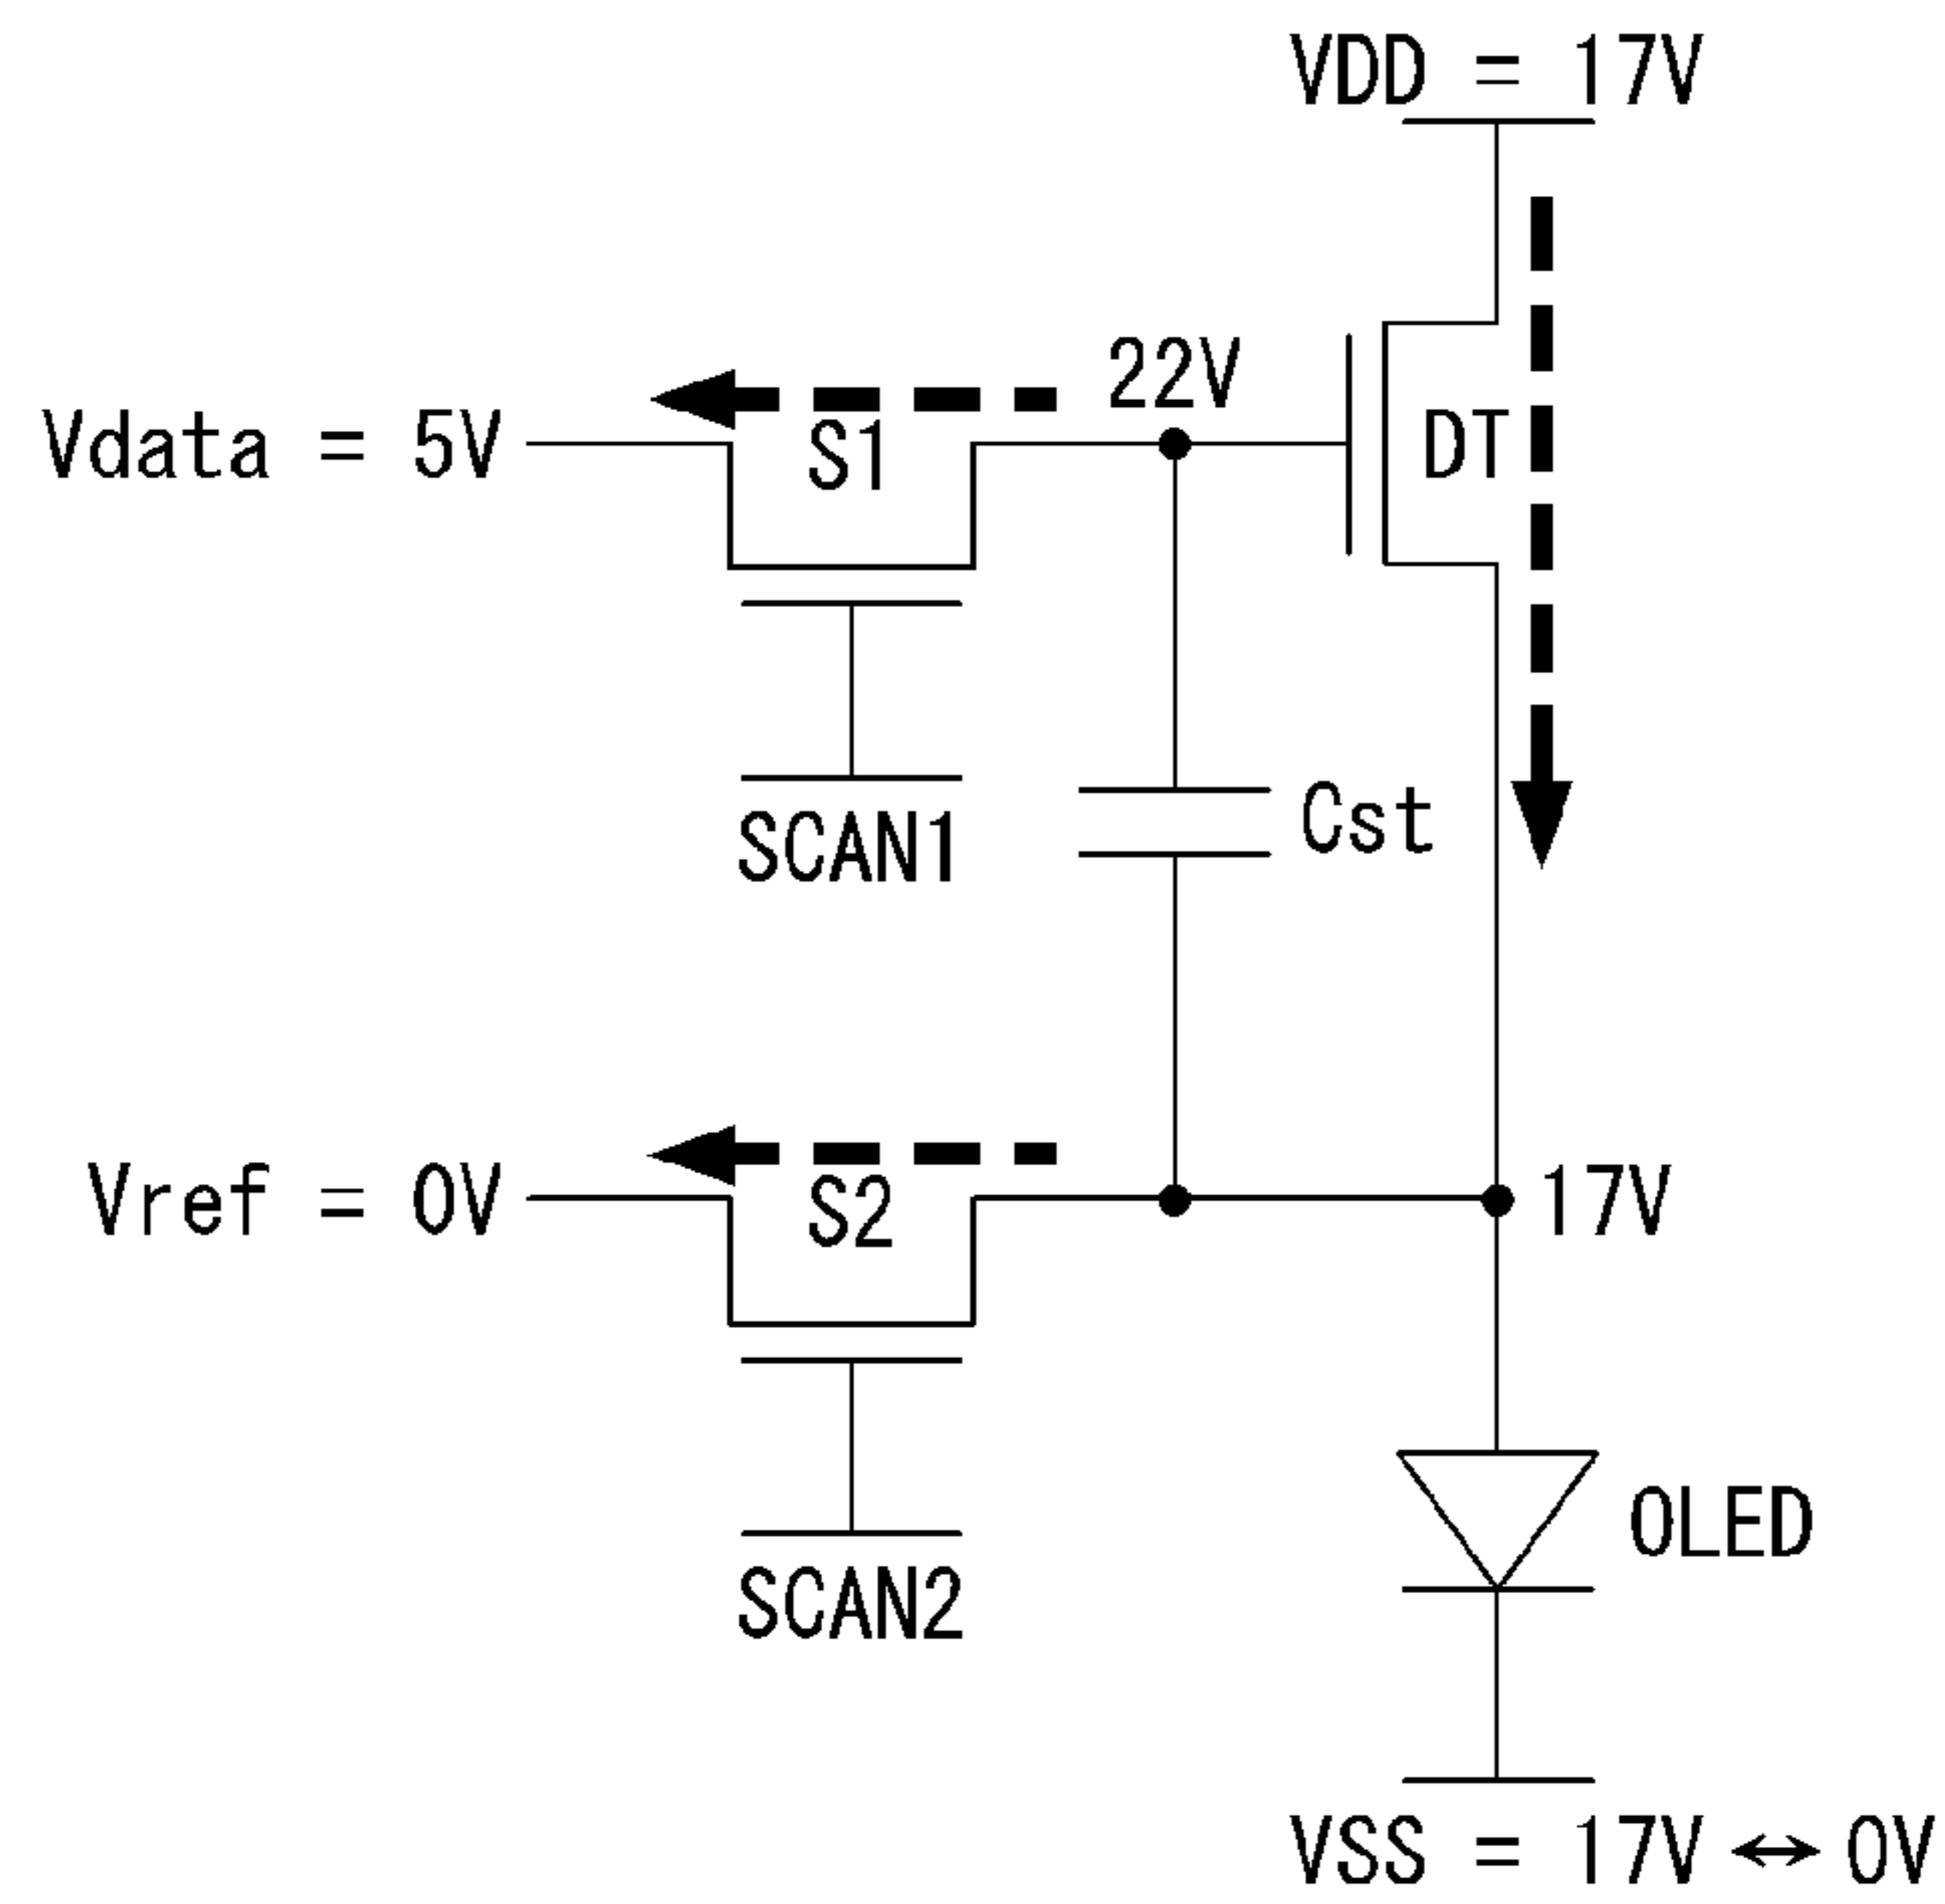 VDD = 17V
22V
Vdata = 5V
S1
DT
SCAN1
Cst
Vref = 0V
S2
17V
OLED
SCAN2
VSS = 17V ↔ 0V